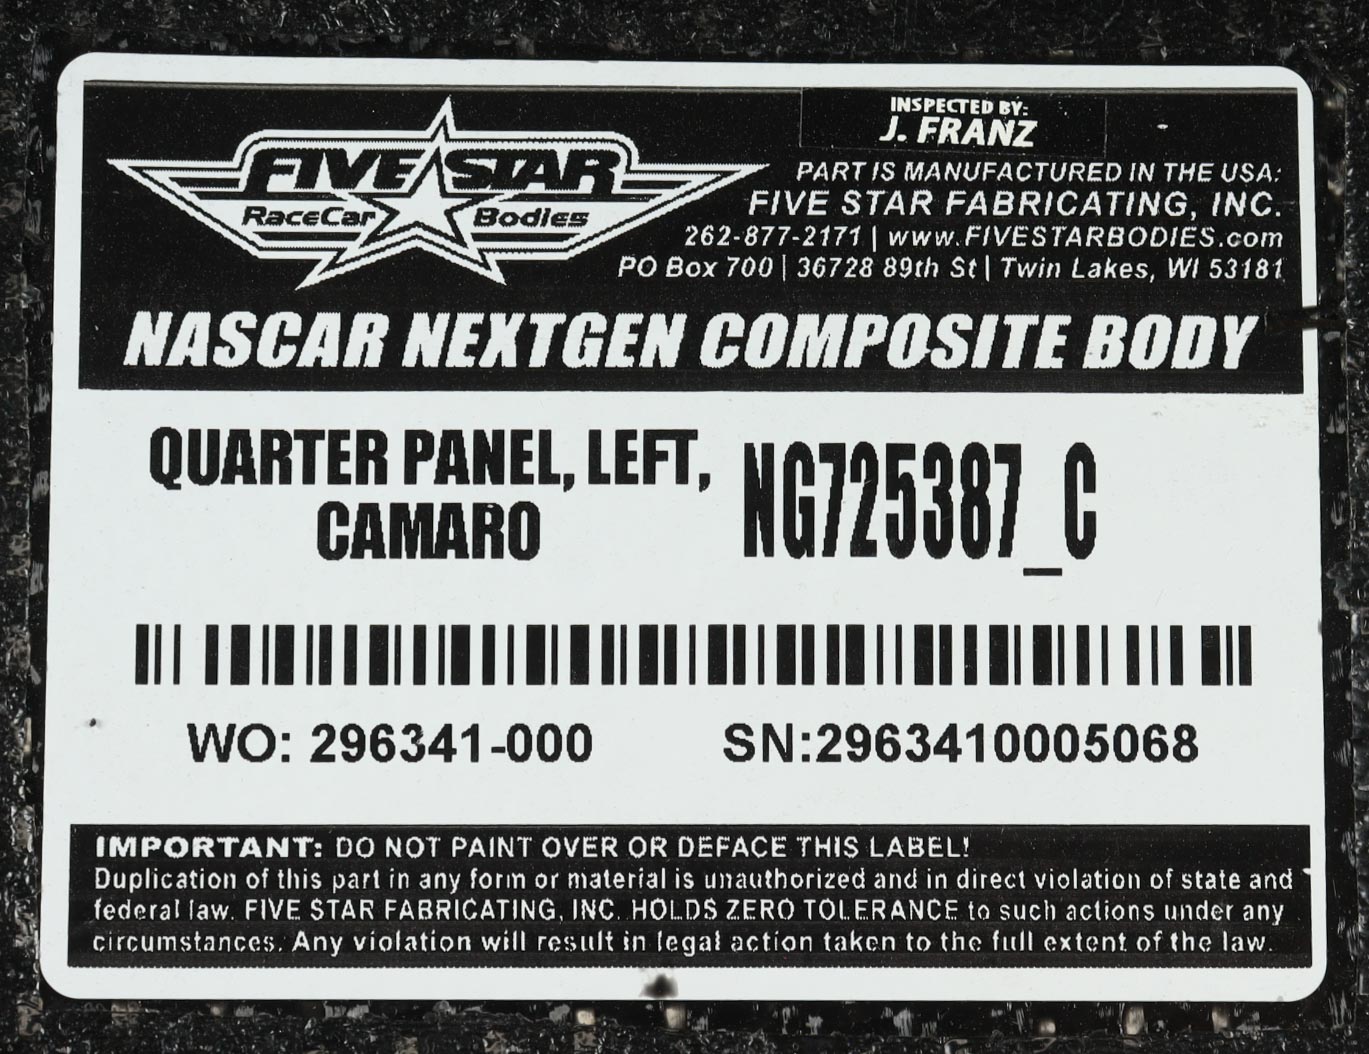 FIVE STAR
RaceCar Bodies
INSPECTED BY:
J. FRANZ
PART IS MANUFACTURED IN THE USA:
FIVE STAR FABRICATING, INC.
262-877-2171 | www.FIVESTARBODIES.com
PO Box 700 | 36728 89th St | Twin Lakes, WI 53181
NASCAR NEXTGEN COMPOSITE BODY
QUARTER PANEL, LEFT,
CAMARO
NG725387_C
WO: 296341-000 SN:2963410005068
IMPORTANT: DO NOT PAINT OVER OR DEFACE THIS LABEL!
Duplication of this part in any form or material is unauthorized and in direct violation of state and
federal law. FIVE STAR FABRICATING, INC. HOLDS ZERO TOLERANCE to such actions under any
circumstances. Any violation will result in legal action taken to the full extent of the law.